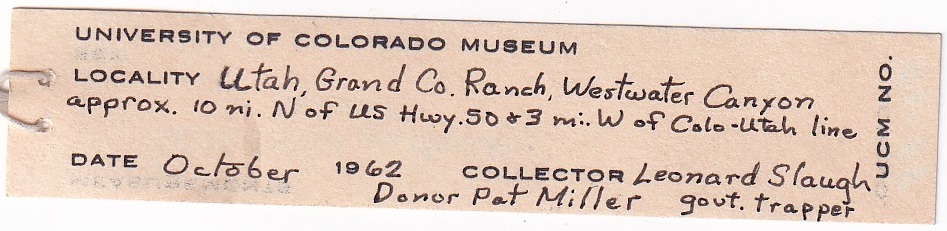 UNIVERSITY OF COLORADO MUSEUM
LOCALITY Utah, Grand Co. Ranch, Westwater Canyon
approx. 10 mi. N of US Hwy. 50 & 3 mi. W of Colo-Utah line
DATE October 1962 COLLECTOR Leonard Slaugh
Donor Pat Miller govt. trapper
UCM NO.